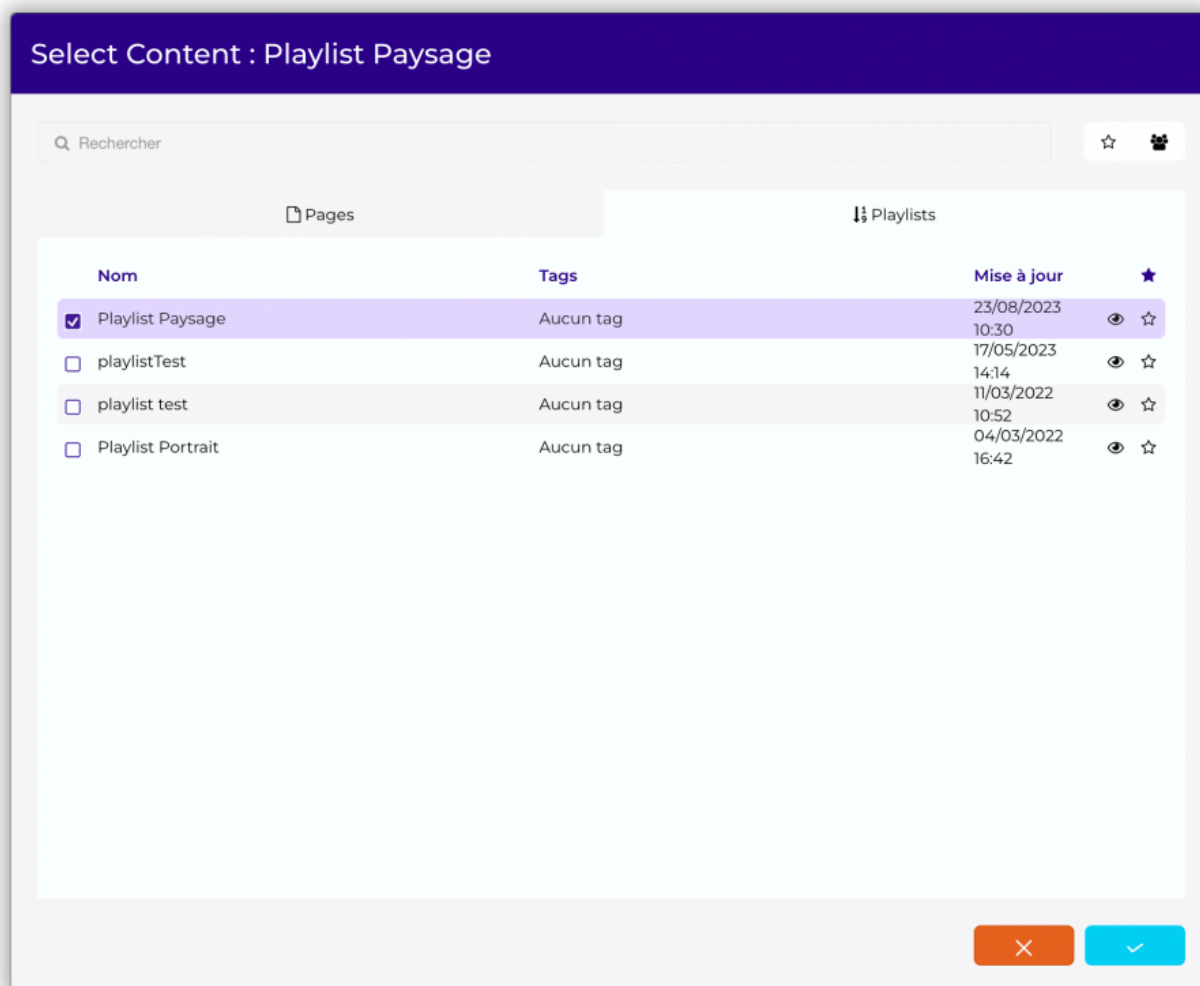 Select Content : Playlist Paysage
Rechercher
Pages
Playlists
Nom Tags Mise à jour
Playlist Paysage Aucun tag 23/08/2023
10:30
playlistTest Aucun tag 17/05/2023
14:14
playlist test Aucun tag 11/03/2022
10:52
Playlist Portrait Aucun tag 04/03/2022
16:42